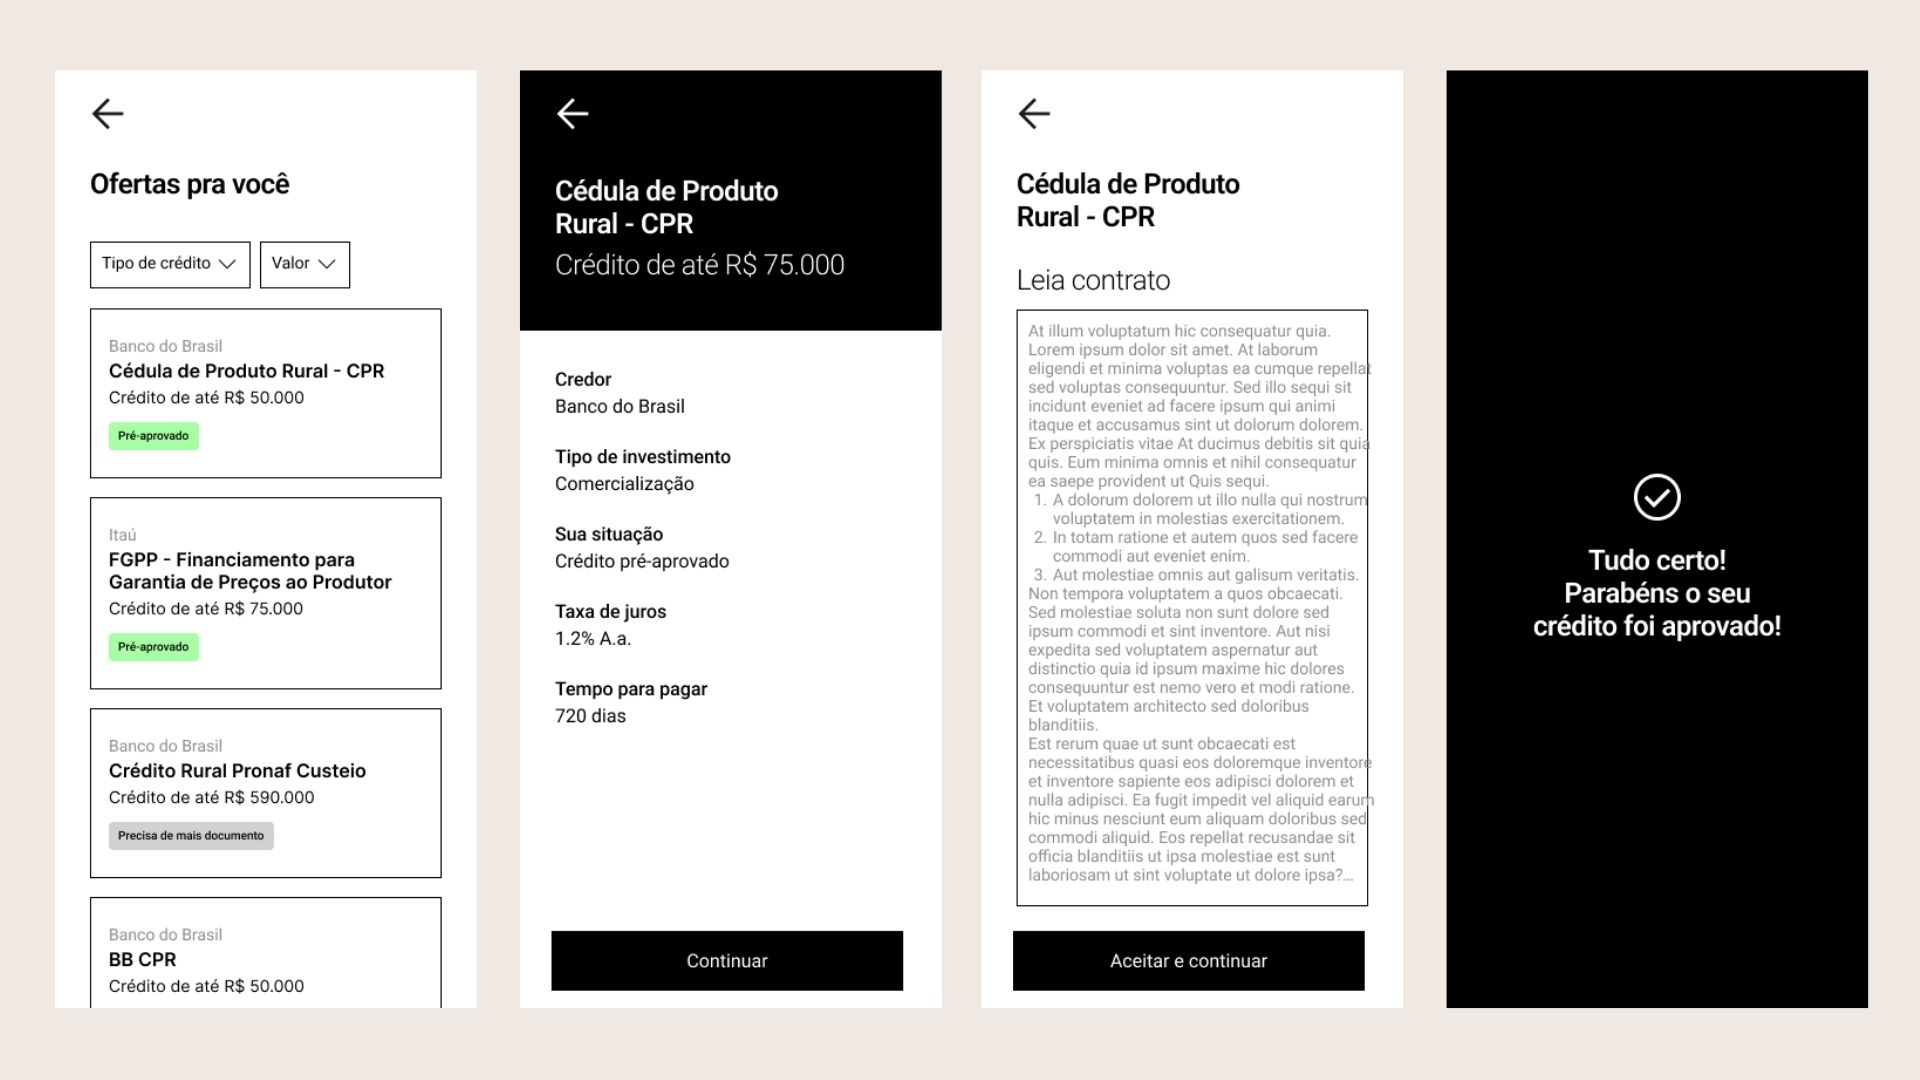 Ofertas pra você
Tipo de crédito
Valor
Banco do Brasil
Cédula de Produto Rural - CPR
Crédito de até R$ 50.000
Pré-aprovado
Itaú
FGPP - Financiamento para
Garantia de Preços ao Produtor
Crédito de até R$ 75.000
Pré-aprovado
Banco do Brasil
Crédito Rural Pronaf Custeio
Crédito de até R$ 590.000
Precisa de mais documento
Banco do Brasil
BB CPR
Crédito de até R$ 50.000
Cédula de Produto
Rural - CPR
Crédito de até R$ 75.000
Credor
Banco do Brasil
Tipo de investimento
Comercialização
Sua situação
Crédito pré-aprovado
Taxa de juros
1.2% A.a.
Tempo para pagar
720 dias
Continuar
Cédula de Produto
Rural - CPR
Leia contrato
At illum voluptatum hic consequatur quia.
Lorem ipsum dolor sit amet. At laborum
eligendi et minima voluptas ea cumque repellat
sed voluptas consequuntur. Sed illo sequi sit
incidunt eveniet ad facere ipsum qui animi
itaque et accusamus sint ut dolorum dolorem.
Ex perspiciatis vitae At ducimus debitis sit quia
quis. Eum minima omnis et nihil consequatur
ea saepe provident ut Quis sequi.
1. A dolorum dolorem ut illo nulla qui nostrum
voluptatem in molestias exercitationem.
2. In totam ratione et autem quos sed facere
commodi aut eveniet enim.
3. Aut molestiae omnis aut galisum veritatis.
Non tempora voluptatem a quos obcaecati.
Sed molestiae soluta non sunt dolore sed
ipsum commodi et sint inventore. Aut nisi
expedita sed voluptatem aspernatur aut
distinctio quia id ipsum maxime hic dolores
consequuntur est nemo vero et modi ratione.
Et voluptatem architecto sed doloribus
blanditiis.
Est rerum quae ut sunt obcaecati est
necessitatibus quasi eos doloremque inventore
et inventore sapiente eos adipisci dolorem et
nulla adipisci. Ea fugit impedit vel aliquid earum
hic minus nesciunt eum aliquam doloribus sed
commodi aliquid. Eos repellat recusandae sit
officia blanditiis ut ipsa molestiae est sunt
laboriosam ut sint voluptate ut dolore ipsa?...
Aceitar e continuar
Tudo certo!
Parabéns o seu
crédito foi aprovado!